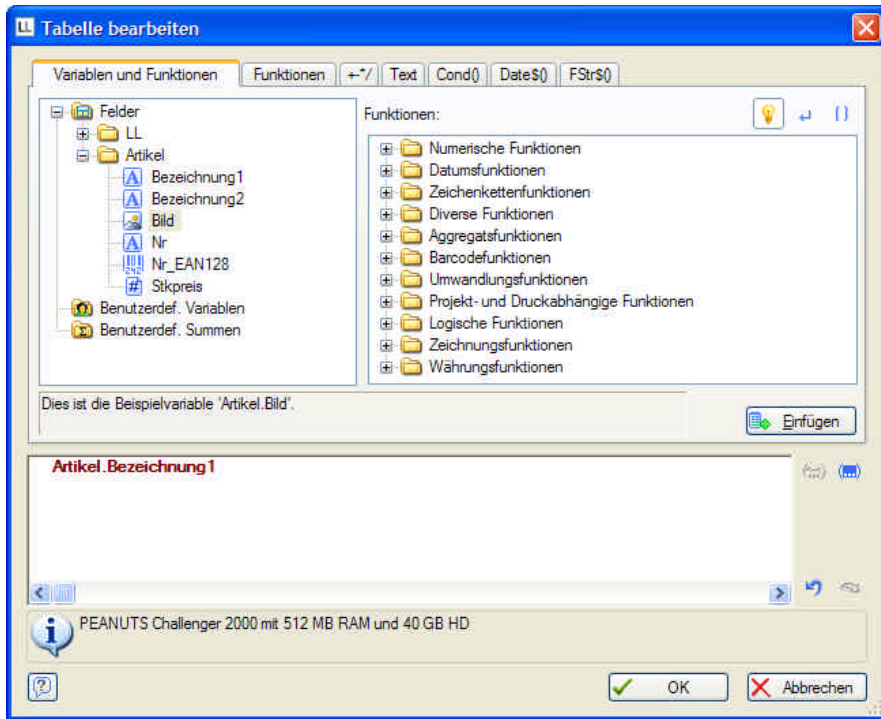 LL Tabelle bearbeiten
Variablen und Funktionen Funktionen +-*/ Text Cond() Date$() FStr$()
Felder
LL
Artikel
Bezeichnung1
Bezeichnung2
Bild
Nr
Nr_EAN128
Stkpreis
Benutzerdef. Variablen
Benutzerdef. Summen
Funktionen:
Numerische Funktionen
Datumsfunktionen
Zeichenkettenfunktionen
Diverse Funktionen
Aggregatsfunktionen
Barcodefunktionen
Umwandlungsfunktionen
Projekt- und Druckabhängige Funktionen
Logische Funktionen
Zeichnungsfunktionen
Währungsfunktionen
Dies ist die Beispielvariable 'Artikel.Bild'.
Einfügen
Artikel.Bezeichnung1
PEANUTS Challenger 2000 mit 512 MB RAM und 40 GB HD
OK Abbrechen